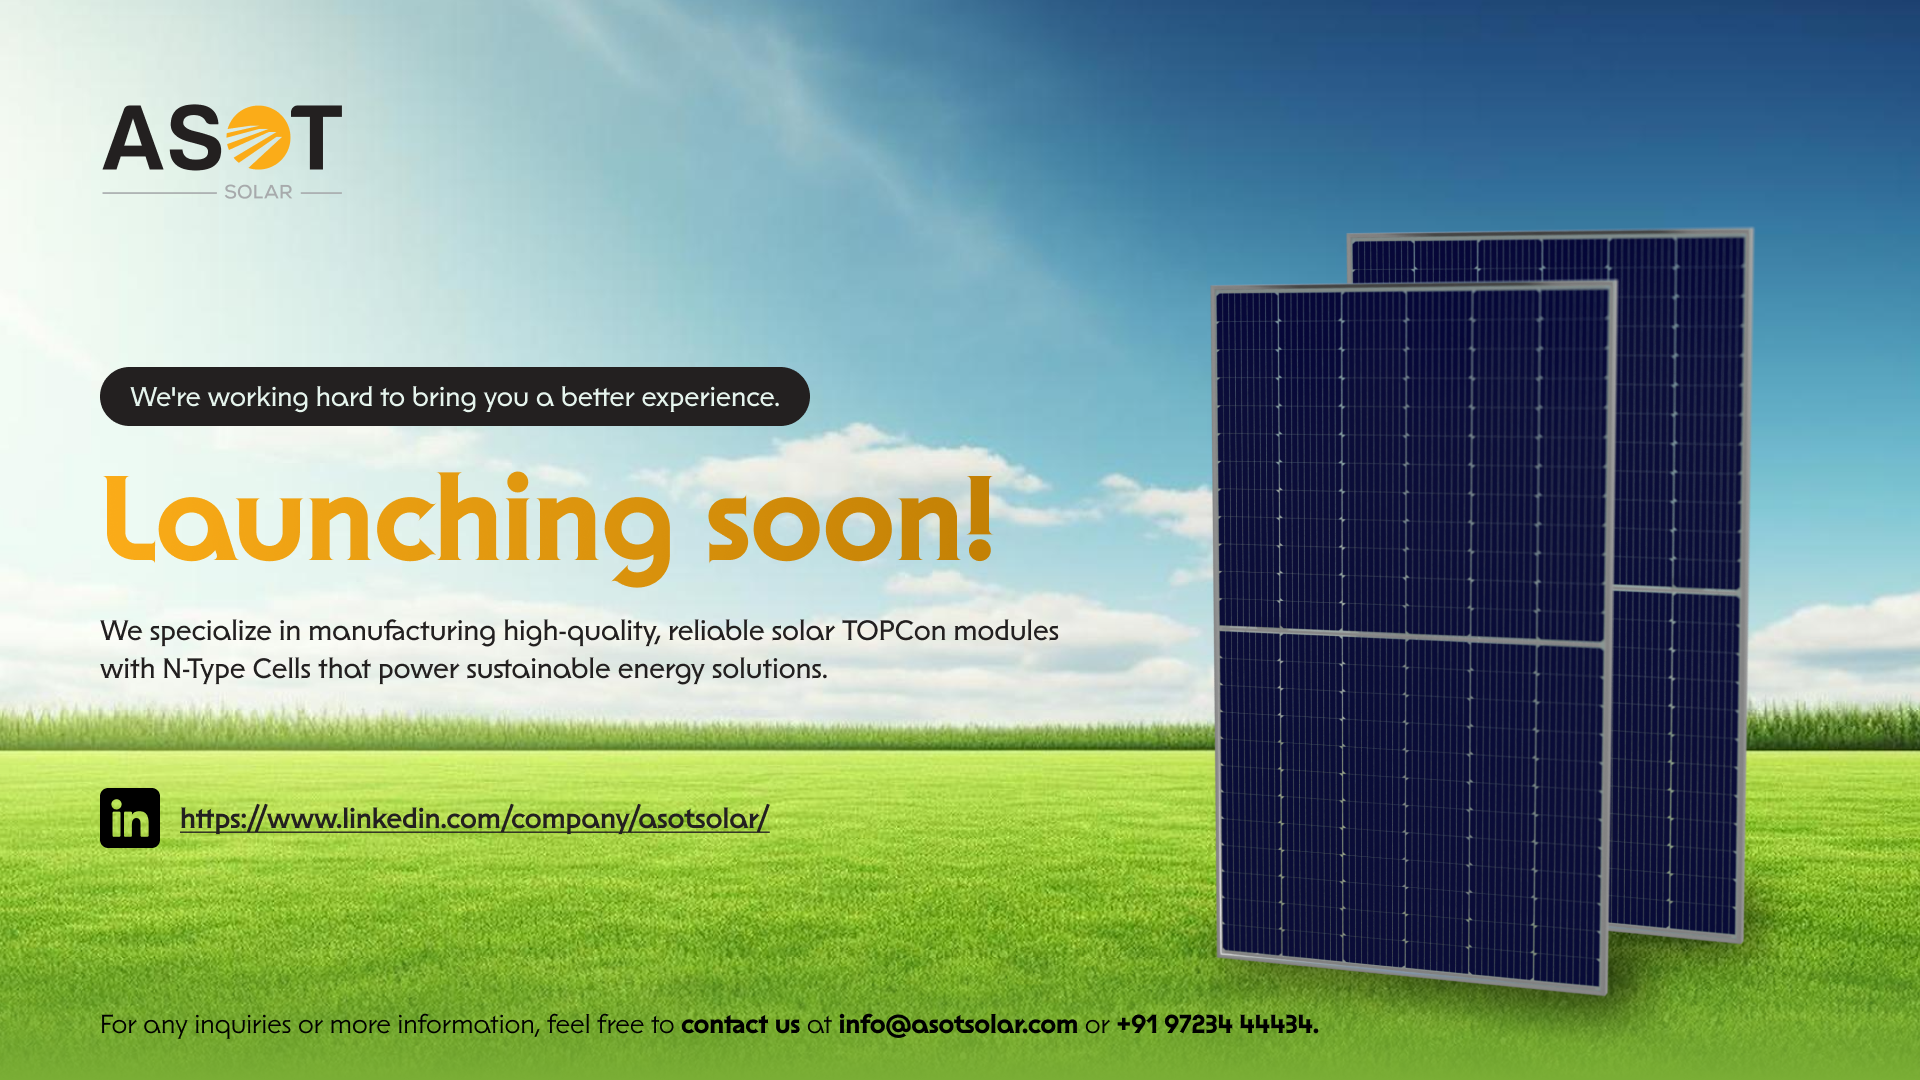 ASOT
SOLAR
We're working hard to bring you a better experience.
Launching soon!
We specialize in manufacturing high-quality, reliable solar TOPCon modules
with N-Type Cells that power sustainable energy solutions.
in https://www.linkedin.com/company/asotsolar/
For any inquiries or more information, feel free to contact us at info@asotsolar.com or +91 97234 44434.